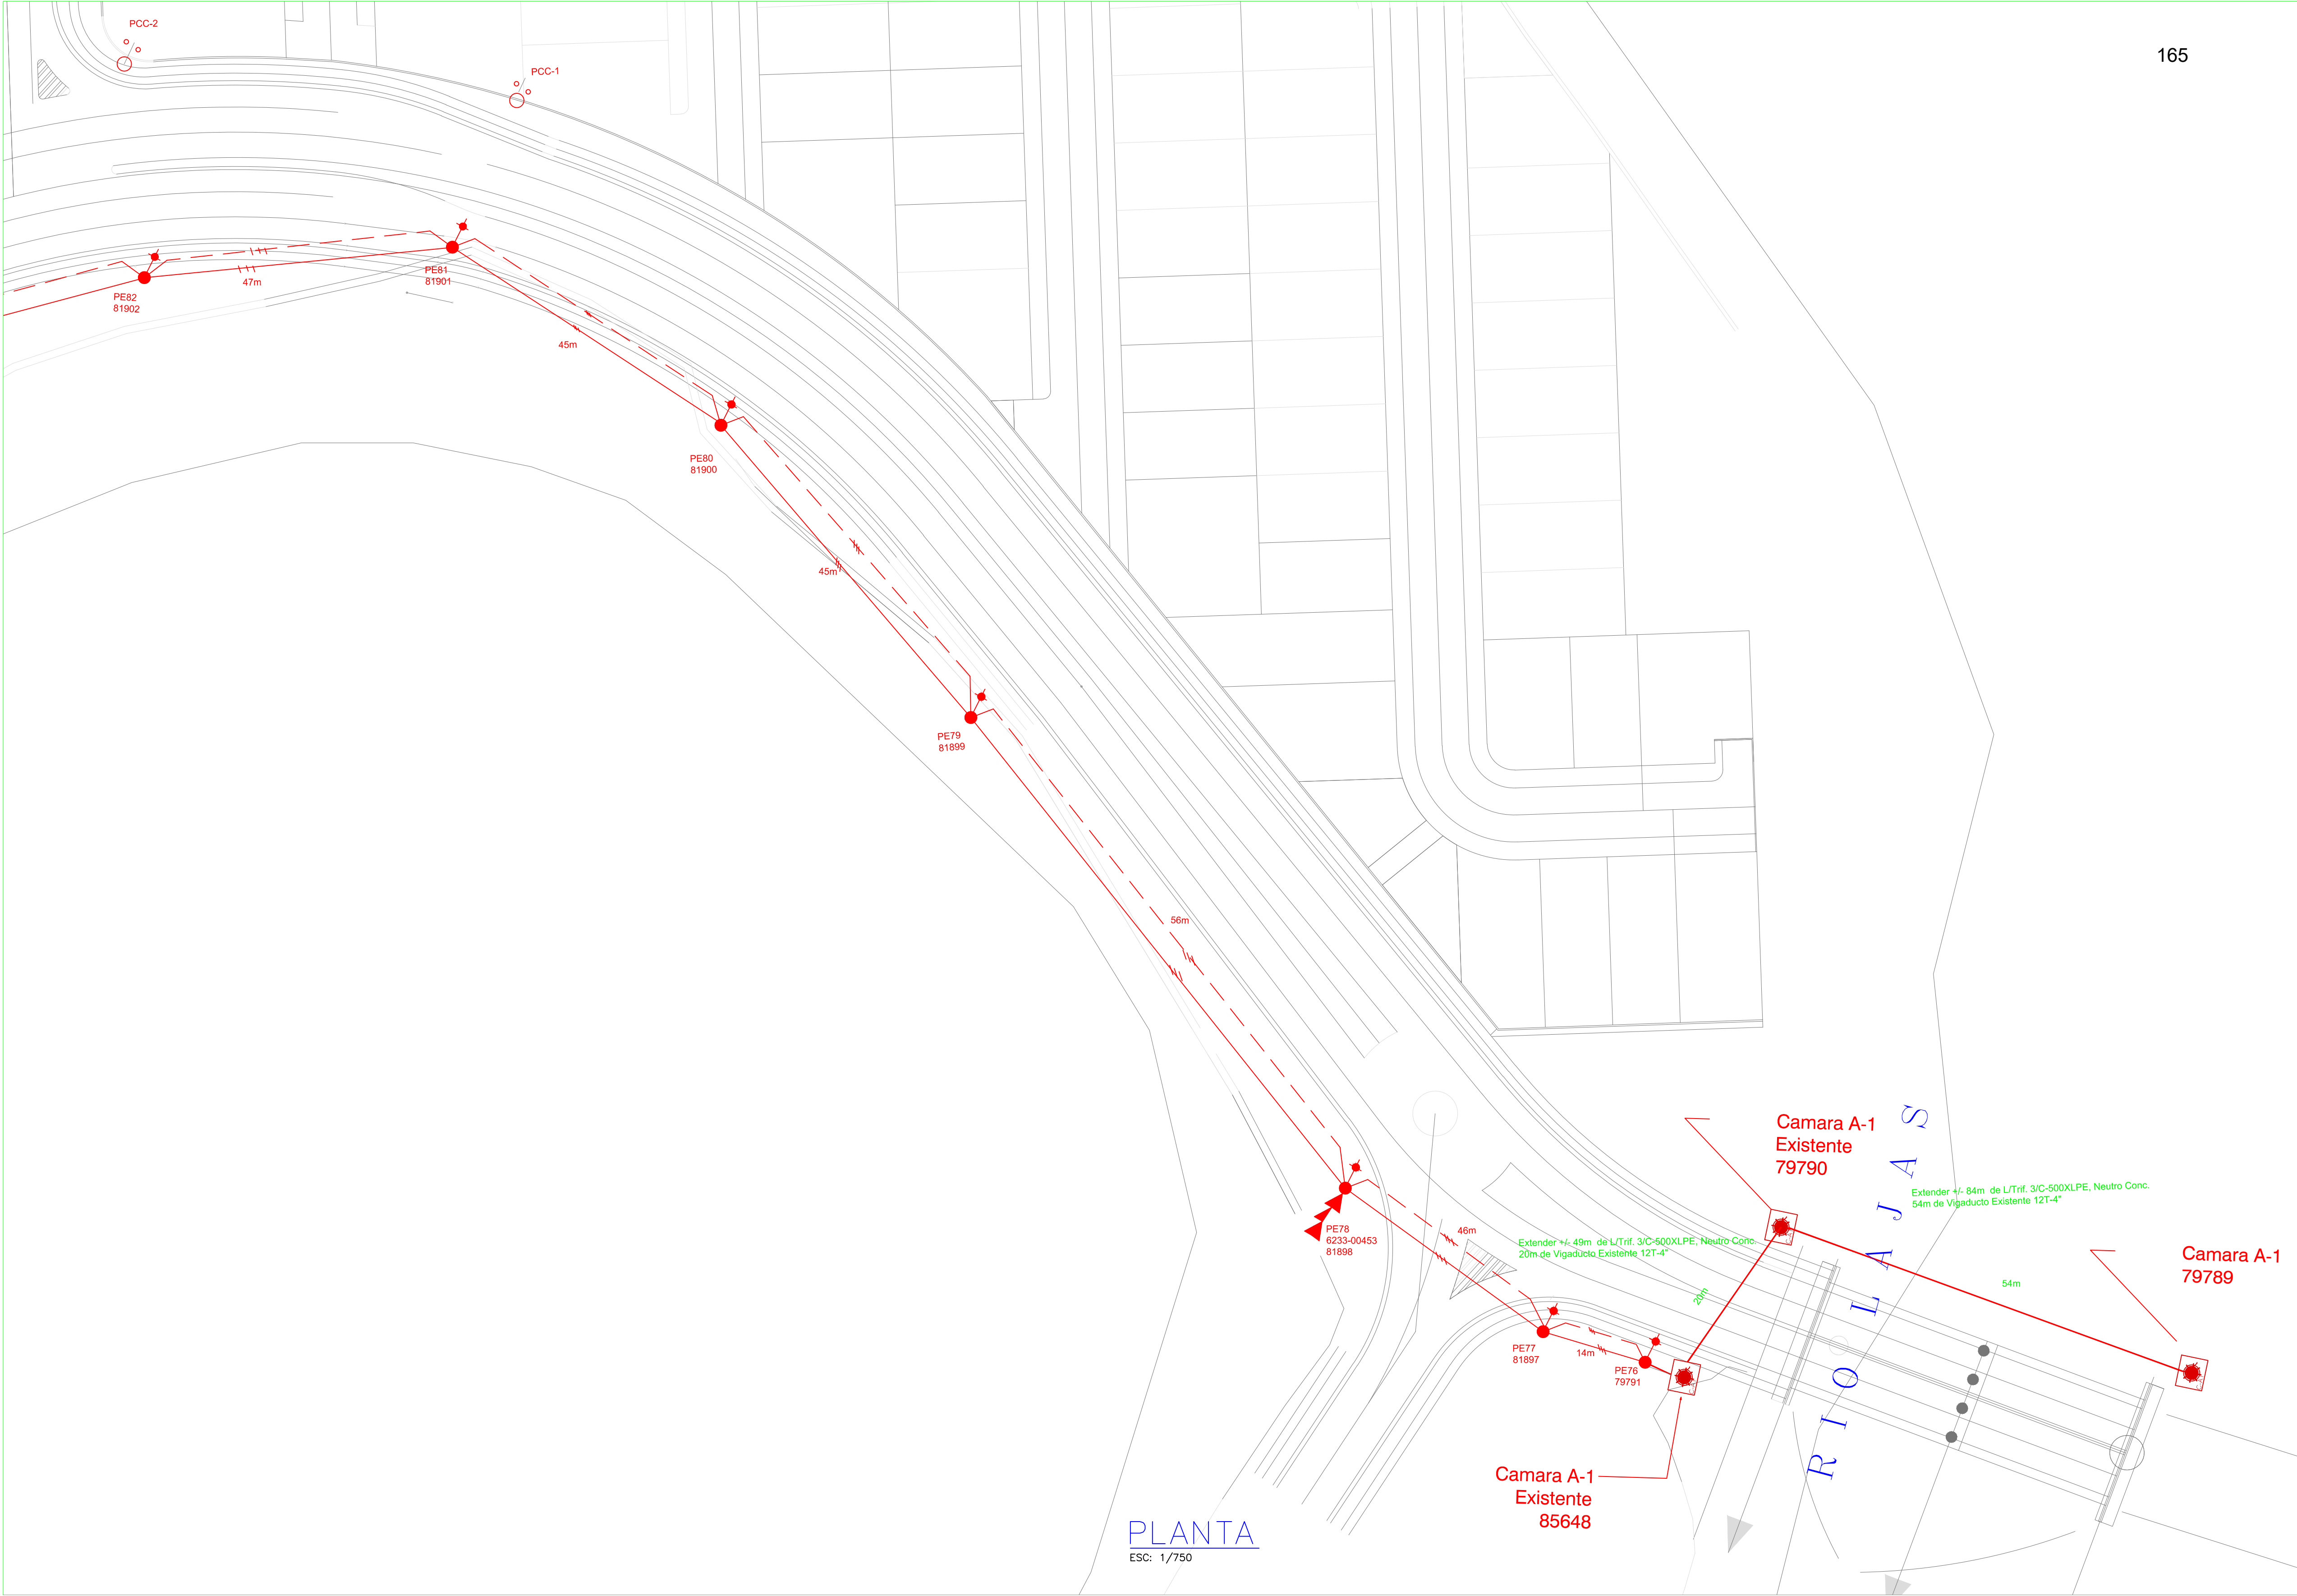 PCC-2
165
PCC-1
PE81
81901
47m
PE82
81902
45m
PE80
81900
45m
PE79
81899
56m
Camara A-1
Existente
79790
RIO LAJAS
Extender +/- 84m  de L/Trif. 3/C-500XLPE, Neutro Conc.
54m de Vigaducto Existente 12T-4"
PE78
6233-00453
81898
46m
Extender +/- 49m  de L/Trif. 3/C-500XLPE, Neutro Conc.
20m de Vigaducto Existente 12T-4"
Camara A-1
79789
54m
20m
PE77
81897
14m
PE76
79791
Camara A-1
Existente
85648
PLANTA
ESC: 1/750